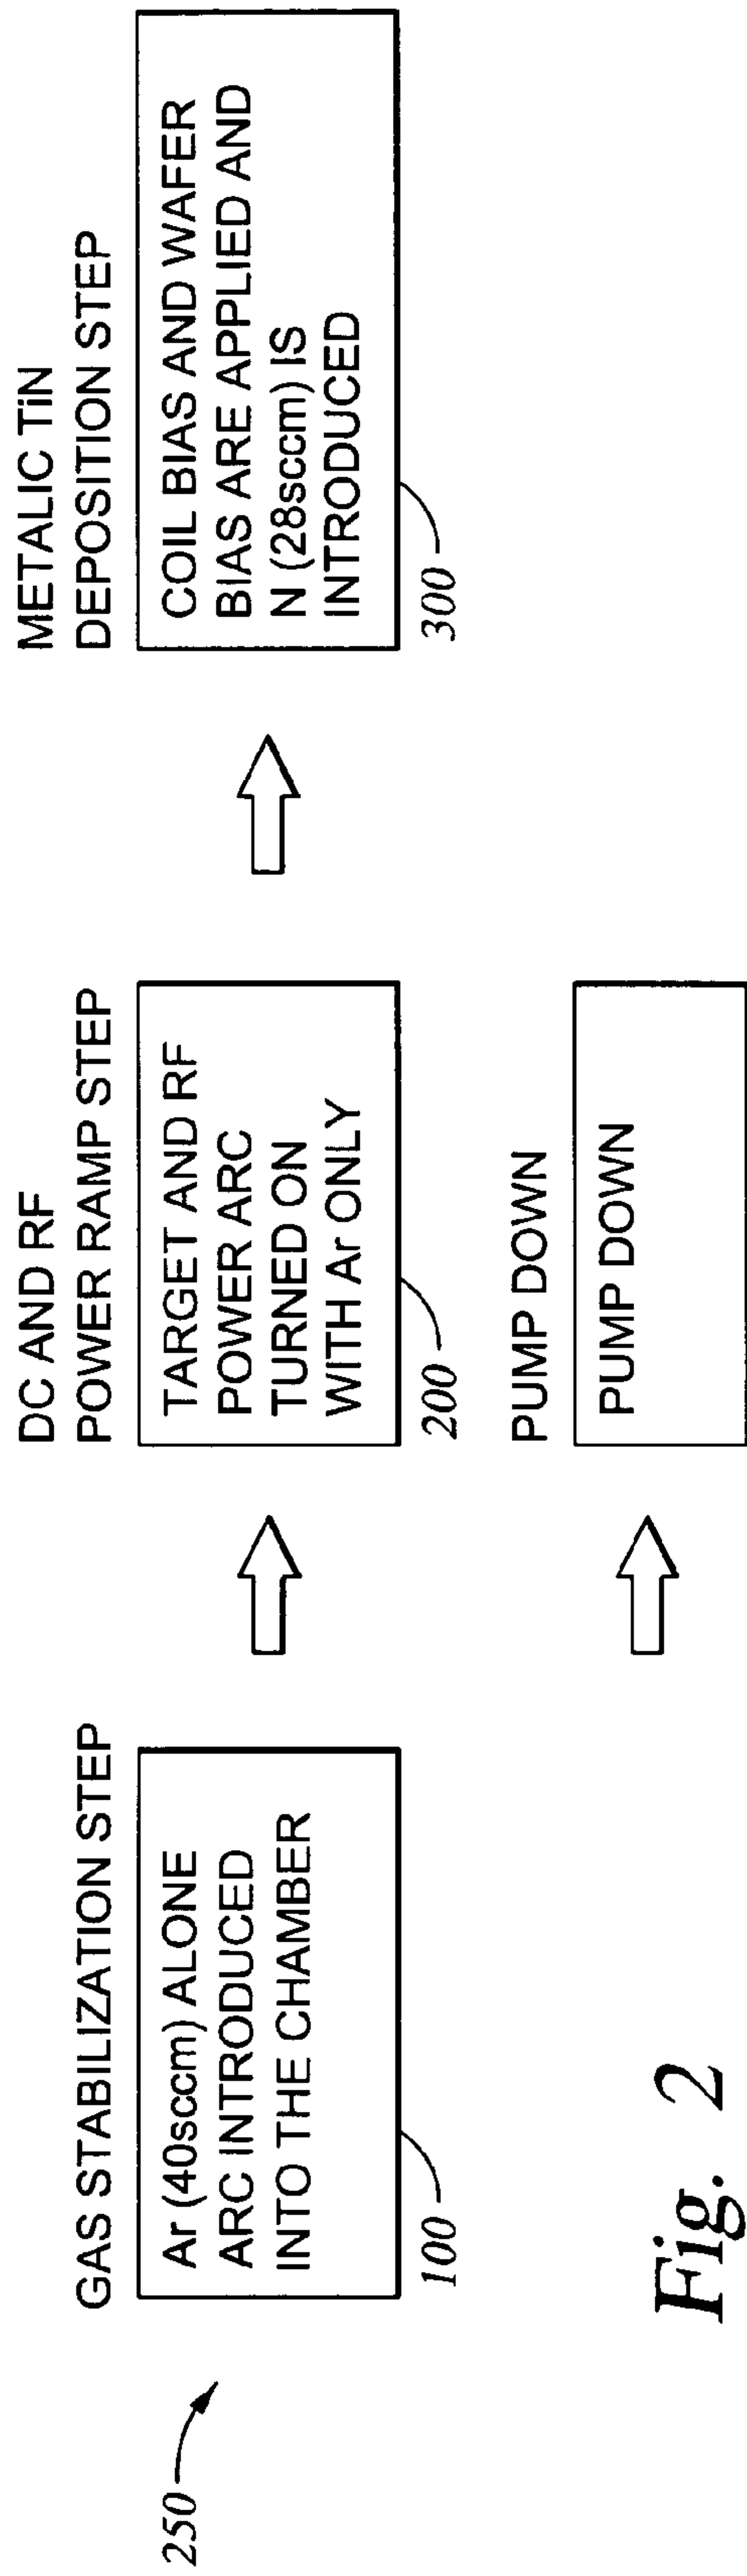 250
GAS STABILIZATION STEP
Ar (40sccm) ALONE
ARC INTRODUCED
INTO THE CHAMBER
100
DC AND RF
POWER RAMP STEP
TARGET AND RF
POWER ARC
TURNED ON
WITH Ar ONLY
200
METALIC TiN
DEPOSITION STEP
COIL BIAS AND WAFER
BIAS ARE APPLIED AND
N (28sccm) IS
INTRODUCED
300
PUMP DOWN
PUMP DOWN
Fig. 2